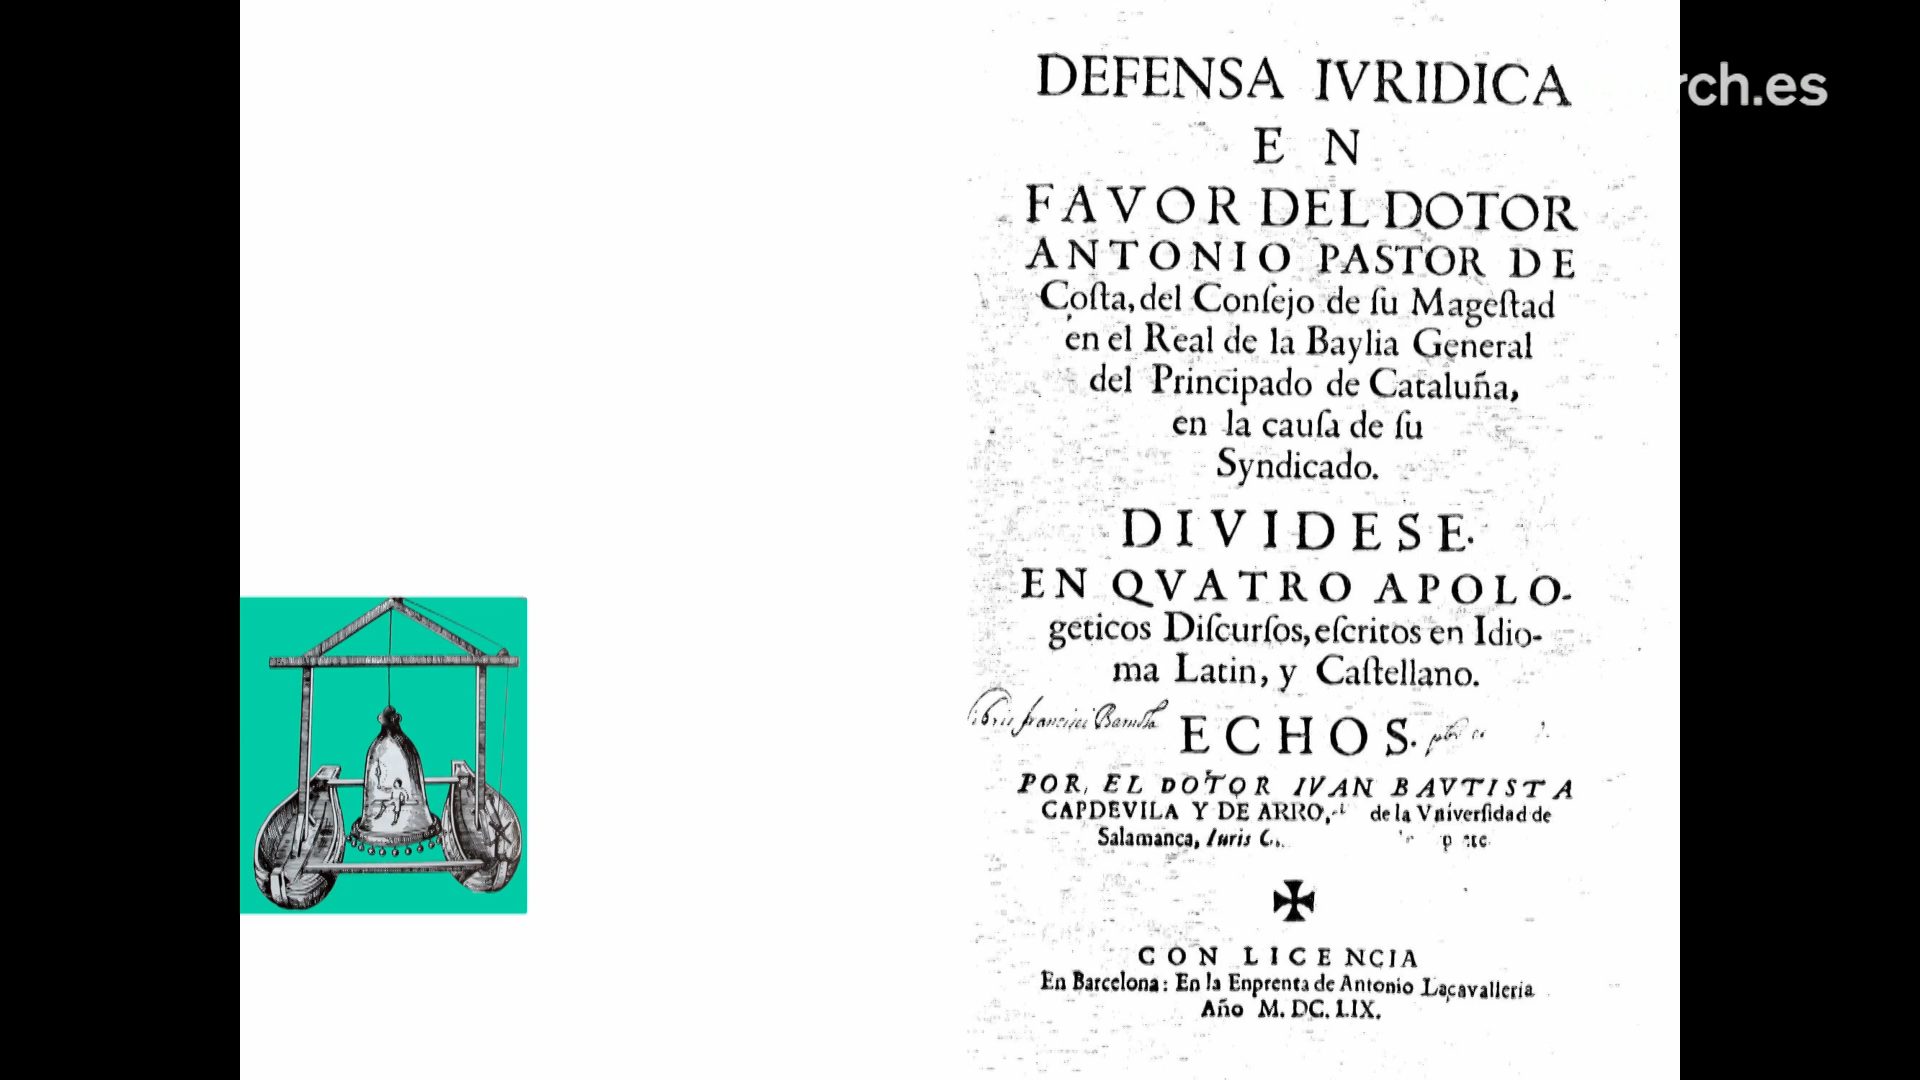 DEFENSA IVRIDICA
rch.es
E N
FAVOR DEL DOTOR
ANTONIO PASTOR DE
Coſta, del Conſejo de ſu Mageſtad
en el Real de la Baylia General
del Principado de Cataluña,
en la cauſa de ſu
Syndicado.
DIVIDESE.
EN QVATRO APOLO-
geticos Diſcurſos, eſcritos en Idio-
ma Latin, y Caſtellano.
ECHOS.
POR, EL DOTOR IVAN BAVTISTA
CAPDEVILA Y DE ARRO, de la Vniverſidad de
Salamanca, Iuris
CON LICENCIA
En Barcelona: En la Enprenta de Antonio Laçavalleria
Año M. DC. LIX.